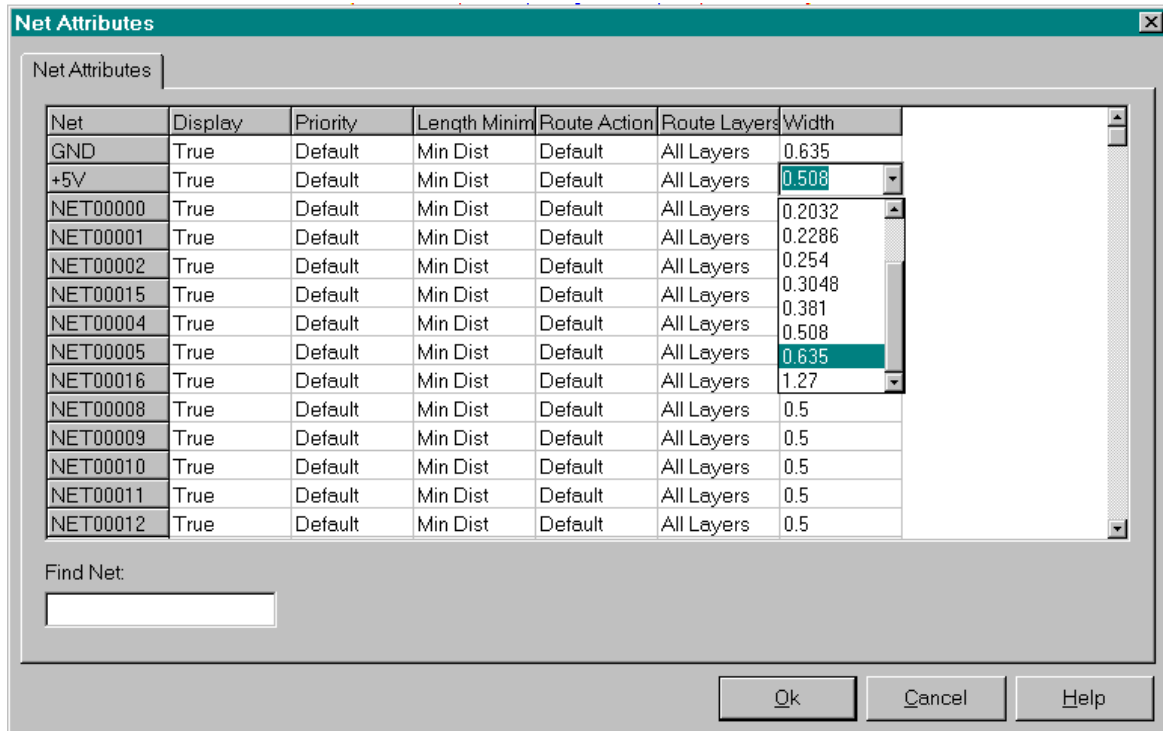 Net Attributes
Net Attributes
Net Display Priority Length Minim Route Action Route Layers Width
GND True Default Min Dist Default All Layers 0.635
+5V True Default Min Dist Default All Layers 0.508
NET00000 True Default Min Dist Default All Layers 0.2032
NET00001 True Default Min Dist Default All Layers 0.2286
NET00002 True Default Min Dist Default All Layers 0.254
NET00015 True Default Min Dist Default All Layers 0.3048
NET00004 True Default Min Dist Default All Layers 0.381
0.508
NET00005 True Default Min Dist Default All Layers 0.635
NET00016 True Default Min Dist Default All Layers 1.27
NET00008 True Default Min Dist Default All Layers 0.5
NET00009 True Default Min Dist Default All Layers 0.5
NET00010 True Default Min Dist Default All Layers 0.5
NET00011 True Default Min Dist Default All Layers 0.5
NET00012 True Default Min Dist Default All Layers 0.5
Find Net:
Ok Cancel Help